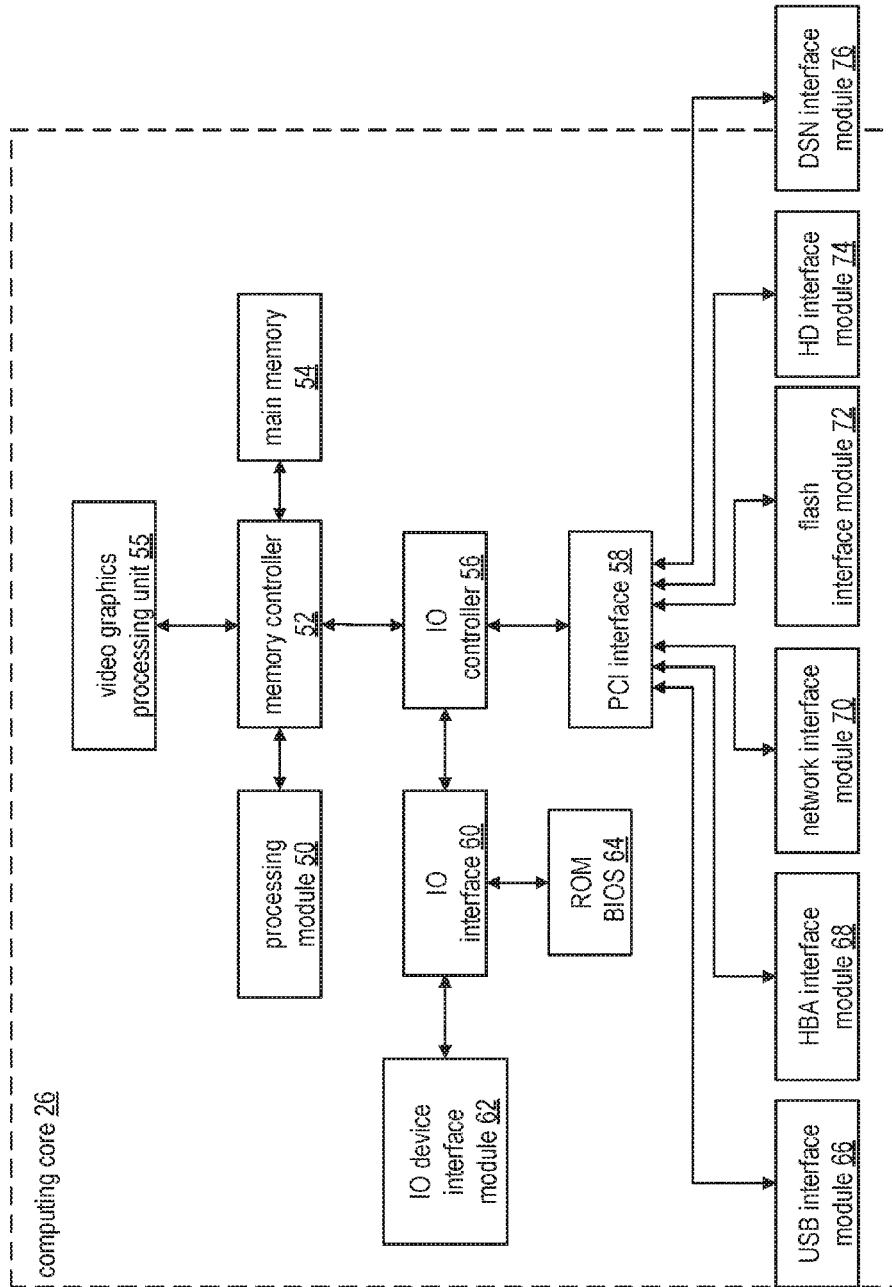 computing core 26
video graphics
processing unit 55
processing
module 50
memory controller
52
main memory
54
IO device
interface
module 62
IO
interface 60
IO
controller 56
ROM
BIOS 64
PCI interface 58
USB interface
module 66
HBA interface
module 68
network interface
module 70
flash
interface module 72
HD interface
module 74
DSN interface
module 76